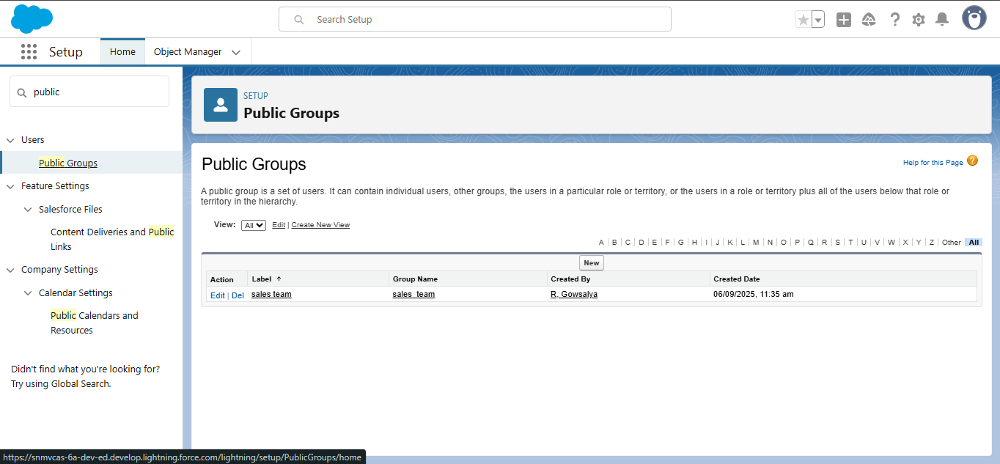 Search Setup
Setup Home Object Manager
public
Users
Public Groups
Feature Settings
Salesforce Files
Content Deliveries and Public
Links
Company Settings
Calendar Settings
Public Calendars and
Resources
Didn't find what you're looking for?
Try using Global Search.
SETUP
Public Groups
Public Groups
Help for this Page ?
A public group is a set of users. It can contain individual users, other groups, the users in a particular role or territory, or the users in a role or territory plus all of the users below that role or
territory in the hierarchy.
View: All Edit | Create New View
A | B | C | D | E | F | G | H | I | J | K | L | M | N | O | P | Q | R | S | T | U | V | W | X | Y | Z | Other | All
New
Action Label ↑ Group Name Created By Created Date
Edit | Del sales team sales_team R, Gowsalya 06/09/2025, 11:35 am
https://snmvcas-6a-dev-ed.develop.lightning.force.com/lightning/setup/PublicGroups/home